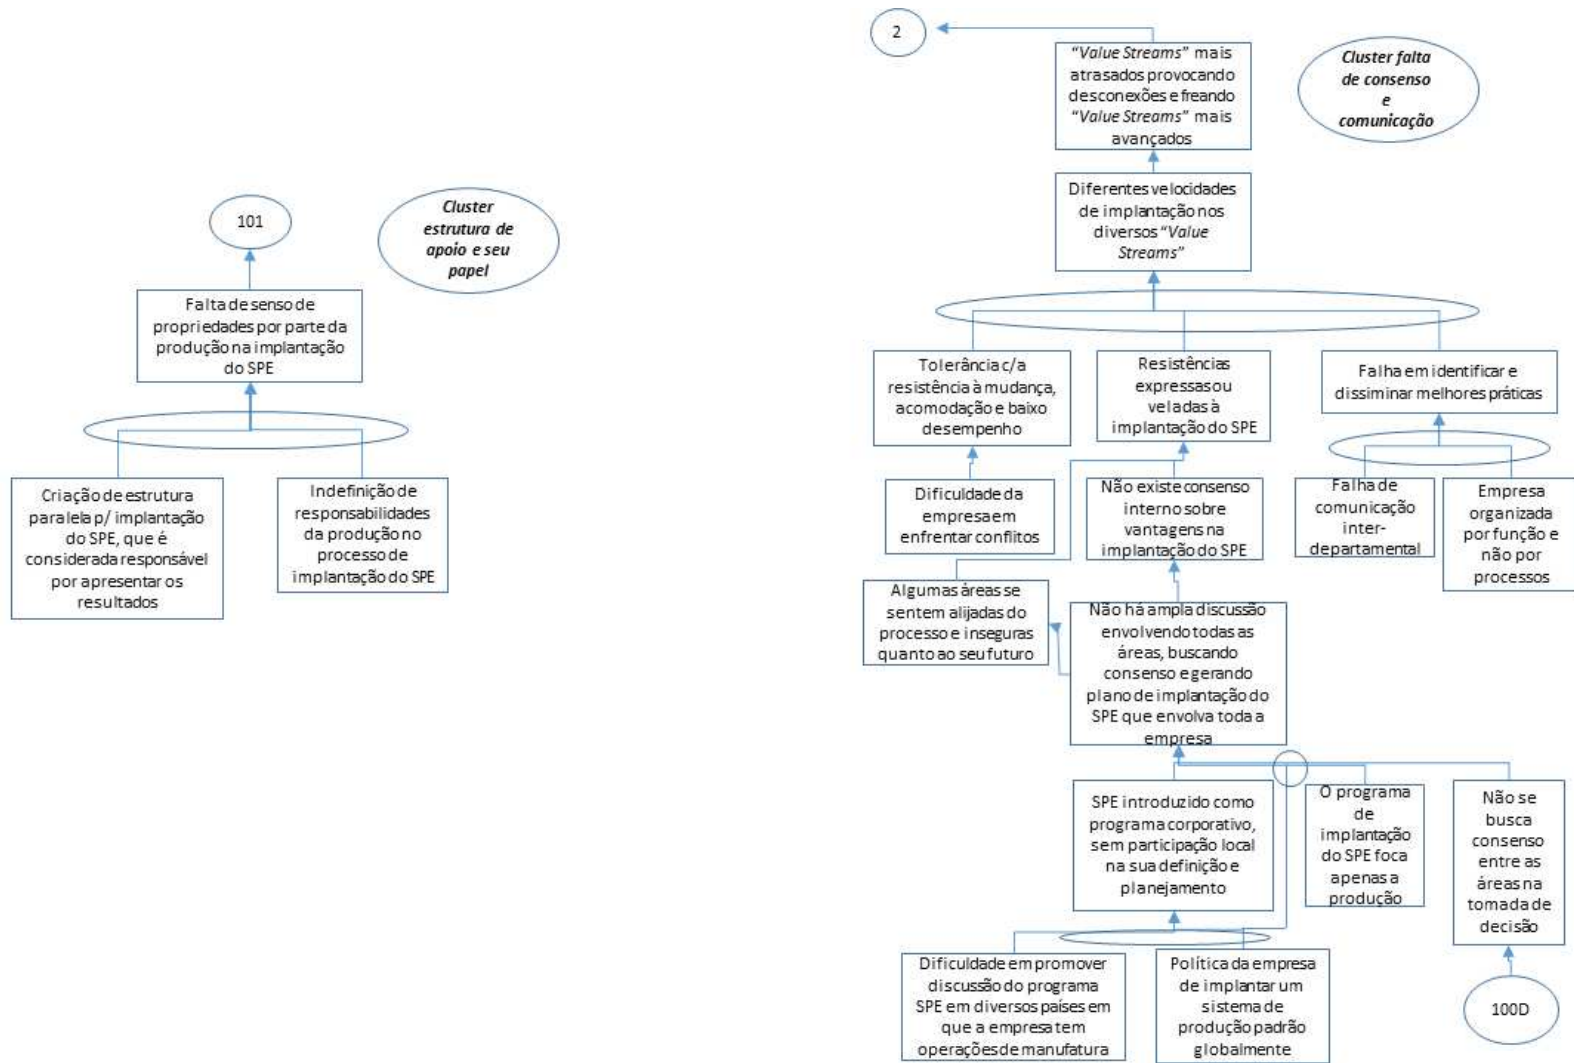 101
Cluster
estrutura de
apoio e seu
papel
Falta de senso de
propriedades por parte da
produção na implantação
do SPE
Criação de estrutura
paralela p/ implantação
do SPE, que é
considerada responsável
por apresentar os
resultados
Indefinição de
responsabilidades
da produção no
processo de
implantação do SPE
2
"Value Streams" mais
atrasados provocando
desconexões e freando
"Value Streams" mais
avançados
Cluster falta
de consenso
e
comunicação
Diferentes velocidades
de implantação nos
diversos "Value
Streams"
Tolerância c/a
resistência à mudança,
acomodação e baixo
desempenho
Resistências
expressas ou
veladas à
implantação do SPE
Falha em identificar e
dissiminar melhores práticas
Dificuldade da
empresa em
enfrentar conflitos
Não existe consenso
interno sobre
vantagens na
implantação do SPE
Falha de
comunicação
inter-
departamental
Empresa
organizada
por função e
não por
processos
Algumas áreas se
sentem alijadas do
processo e inseguras
quanto ao seu futuro
Não há ampla discussão
envolvendo todas as
áreas, buscando
consenso e gerando
plano de implantação do
SPE que envolva toda a
empresa
SPE introduzido como
programa corporativo,
sem participação local
na sua definição e
planejamento
O programa
de
implantação
do SPE foca
apenas a
produção
Não se
busca
consenso
entre as
áreas na
tomada de
decisão
Dificuldade em promover
discussão do programa
SPE em diversos países em
que a empresa tem
operações de manufatura
Política da empresa
de implantar um
sistema de
produção padrão
globalmente
100D